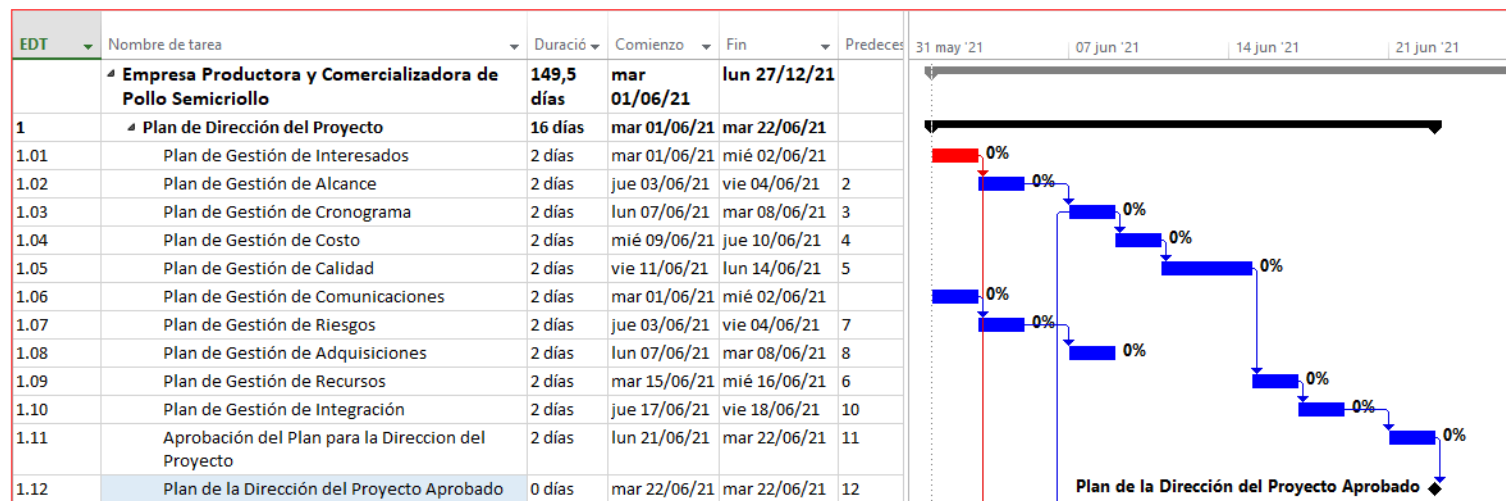 EDT Nombre de tarea Duració Comienzo Fin Predeces 31 may '21 07 jun '21 14 jun '21 21 jun '21
Empresa Productora y Comercializadora de 149,5 mar lun 27/12/21
Pollo Semicriollo días 01/06/21
1 Plan de Dirección del Proyecto 16 días mar 01/06/21 mar 22/06/21
1.01 Plan de Gestión de Interesados 2 días mar 01/06/21 mié 02/06/21 0%
1.02 Plan de Gestión de Alcance 2 días jue 03/06/21 vie 04/06/21 2 0%
1.03 Plan de Gestión de Cronograma 2 días lun 07/06/21 mar 08/06/21 3 0%
1.04 Plan de Gestión de Costo 2 días mié 09/06/21 jue 10/06/21 4 0%
1.05 Plan de Gestión de Calidad 2 días vie 11/06/21 lun 14/06/21 5 0%
1.06 Plan de Gestión de Comunicaciones 2 días mar 01/06/21 mié 02/06/21 0%
1.07 Plan de Gestión de Riesgos 2 días jue 03/06/21 vie 04/06/21 7 0%
1.08 Plan de Gestión de Adquisiciones 2 días lun 07/06/21 mar 08/06/21 8 0%
1.09 Plan de Gestión de Recursos 2 días mar 15/06/21 mié 16/06/21 6 0%
1.10 Plan de Gestión de Integración 2 días jue 17/06/21 vie 18/06/21 10 0%
1.11 Aprobación del Plan para la Direccion del 2 días lun 21/06/21 mar 22/06/21 11 0%
Proyecto
1.12 Plan de la Dirección del Proyecto Aprobado 0 días mar 22/06/21 mar 22/06/21 12 Plan de la Dirección del Proyecto Aprobado